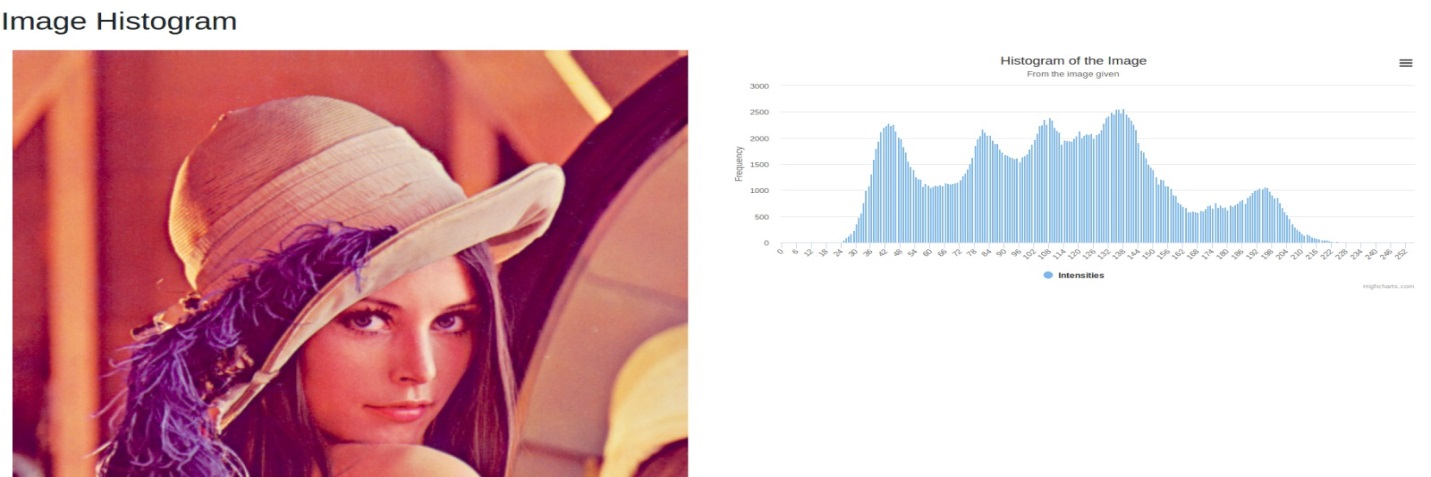 Image Histogram
Histogram of the Image
From the image given
Frequency
3000
2500
2000
1500
1000
500
0
0 6 12 18 24 30 36 42 48 54 60 66 72 78 84 90 96 102 108 114 120 126 132 138 144 150 156 162 168 174 180 186 192 198 204 210 216 222 228 234 240 246 252
Intensities
Highcharts.com